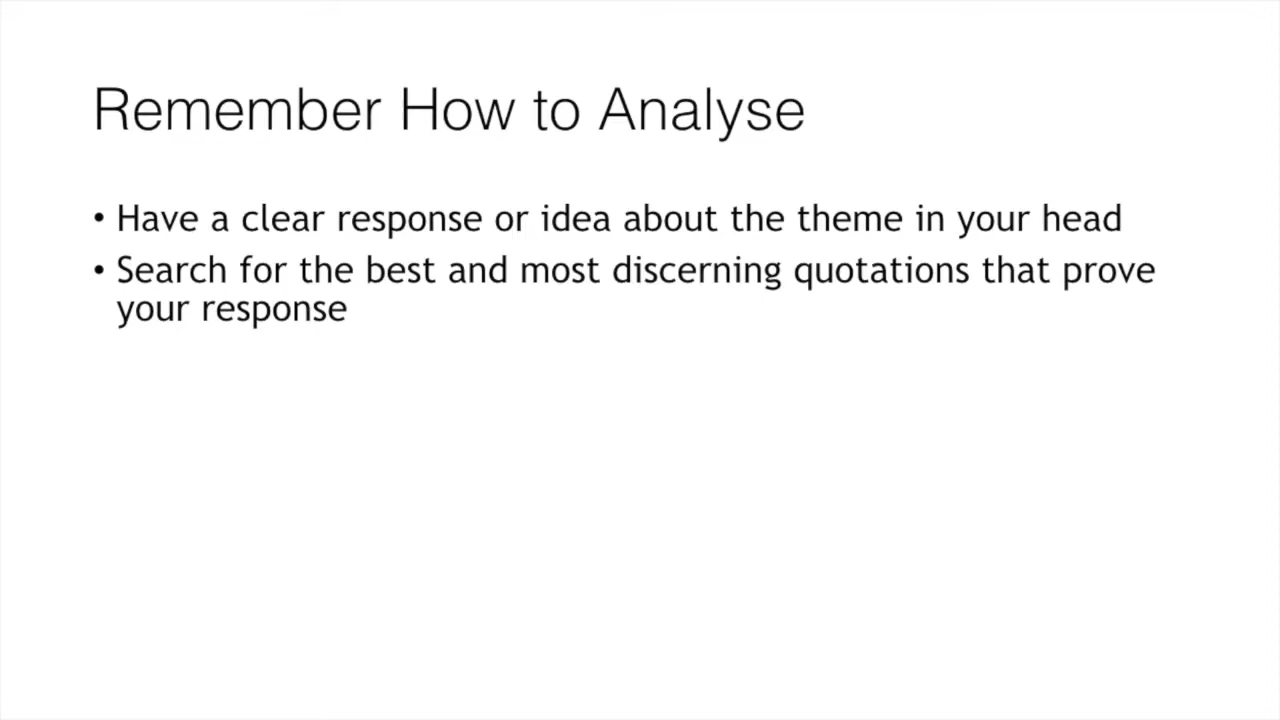 Remember How to Analyse
• Have a clear response or idea about the theme in your head
• Search for the best and most discerning quotations that prove
your response